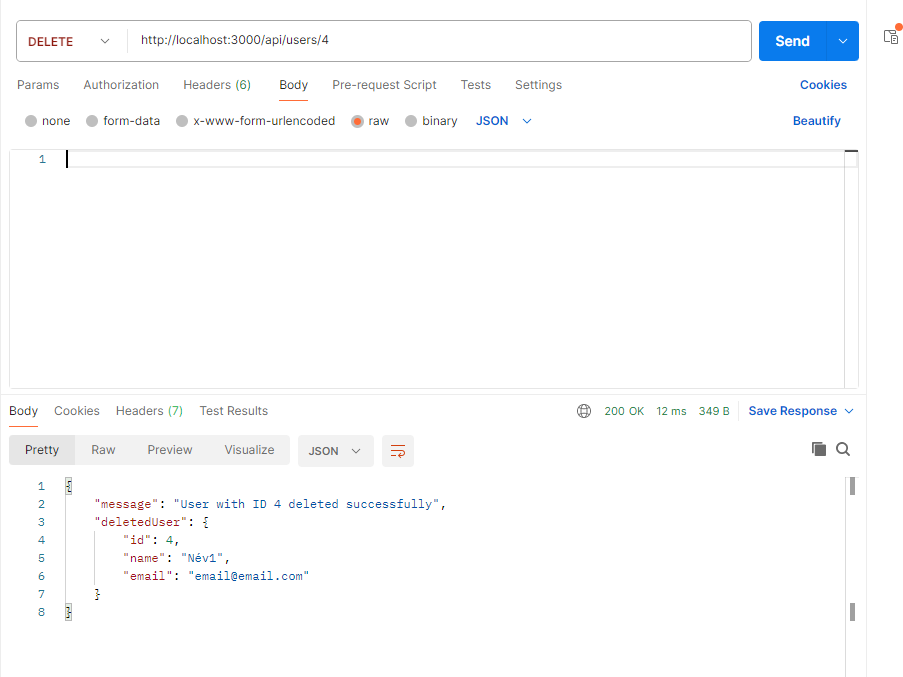 DELETE http://localhost:3000/api/users/4 Send
Params Authorization Headers (6) Body Pre-request Script Tests Settings Cookies
none form-data x-www-form-urlencoded raw binary JSON Beautify
1
Body Cookies Headers (7) Test Results 200 OK 12 ms 349 B Save Response
Pretty Raw Preview Visualize JSON
1 {
2 "message": "User with ID 4 deleted successfully",
3 "deletedUser": {
4 "id": 4,
5 "name": "Név1",
6 "email": "email@email.com"
7 }
8 }